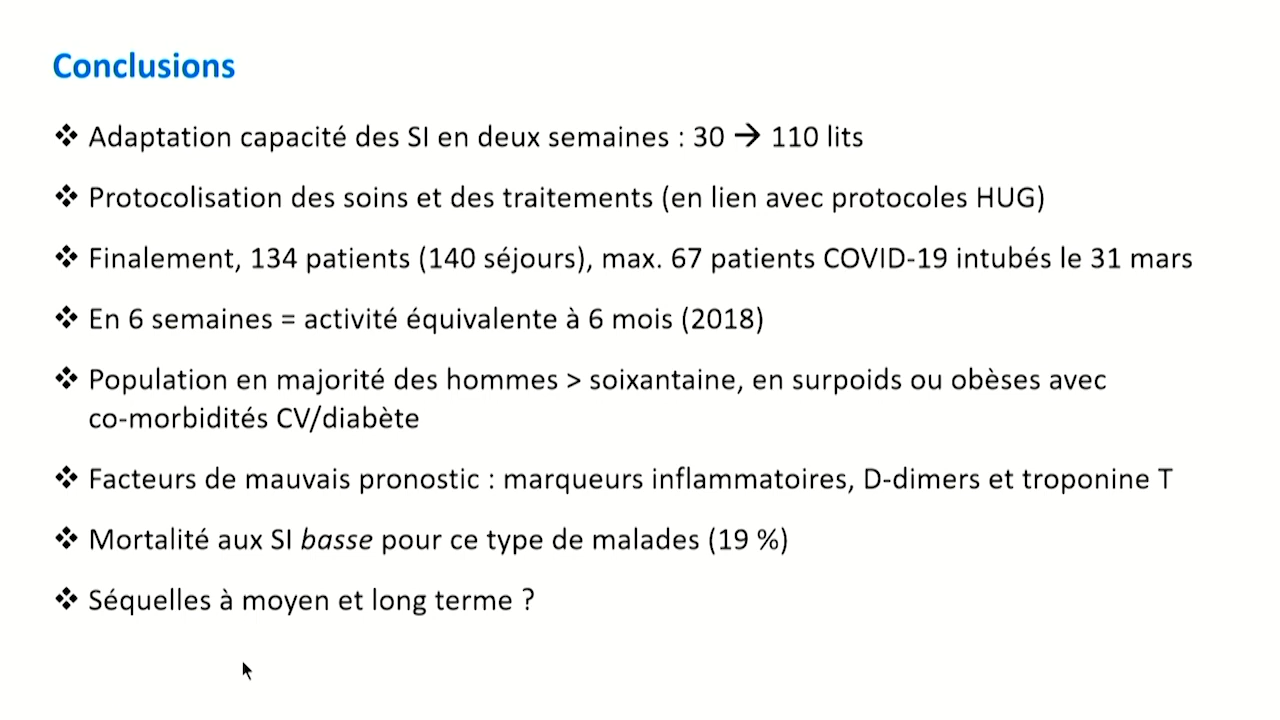 Conclusions
❖ Adaptation capacité des SI en deux semaines : 30 → 110 lits
❖ Protocolisation des soins et des traitements (en lien avec protocoles HUG)
❖ Finalement, 134 patients (140 séjours), max. 67 patients COVID-19 intubés le 31 mars
❖ En 6 semaines = activité équivalente à 6 mois (2018)
❖ Population en majorité des hommes > soixantaine, en surpoids ou obèses avec
co-morbidités CV/diabète
❖ Facteurs de mauvais pronostic : marqueurs inflammatoires, D-dimers et troponine T
❖ Mortalité aux SI basse pour ce type de malades (19 %)
❖ Séquelles à moyen et long terme ?